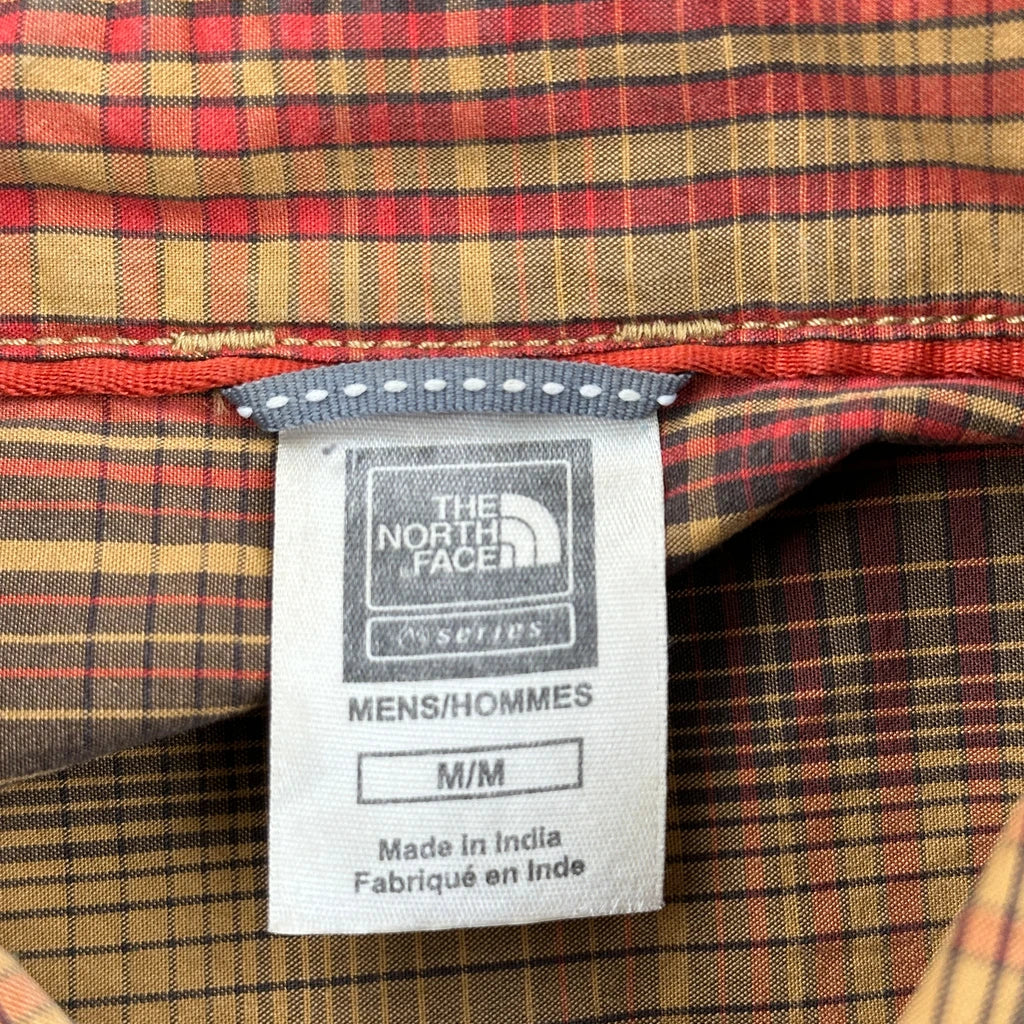 THE
NORTH
FACE
series
MENS/HOMMES
M/M
Made in India
Fabriqué en Inde